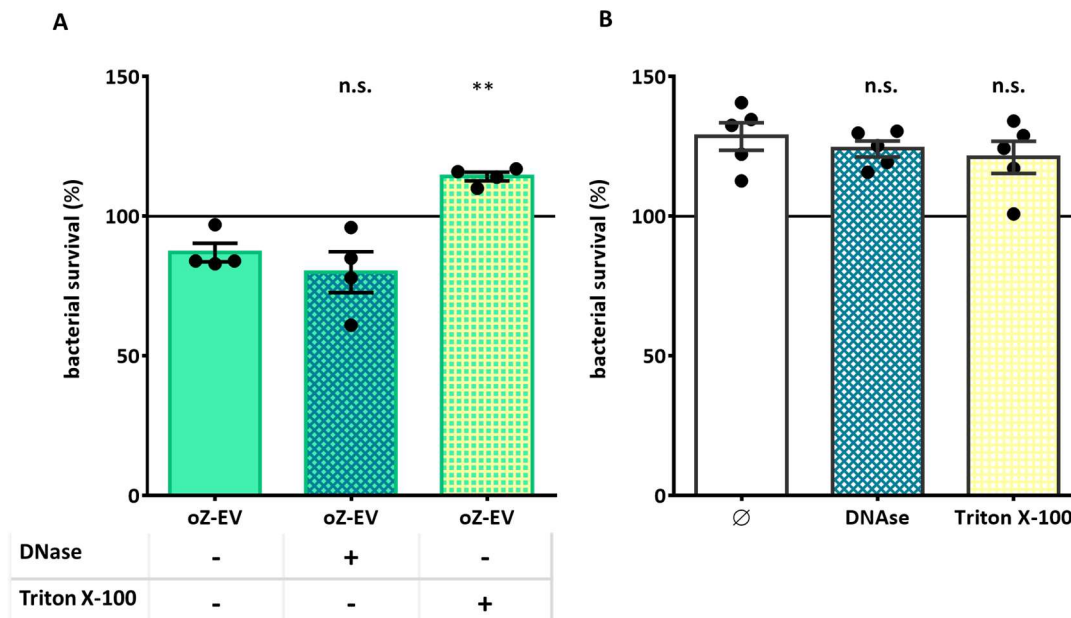 A
n.s.
**
150
100
50
0
bacterial survival (%)
oZ-EV oZ-EV oZ-EV
DNase - + -
Triton X-100 - - +
B
n.s. n.s.
150
100
50
0
bacterial survival (%)
∅ DNAse Triton X-100